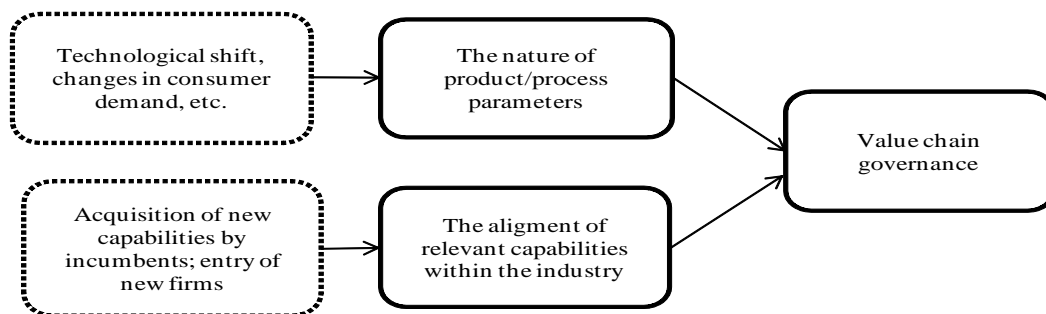 Technological shift,
changes in consumer
demand, etc.
The nature of
product/process
parameters
Value chain
governance
Acquisition of new
capabilities by
incumbents; entry of
new firms
The aligment of
relevant capabilities
within the industry